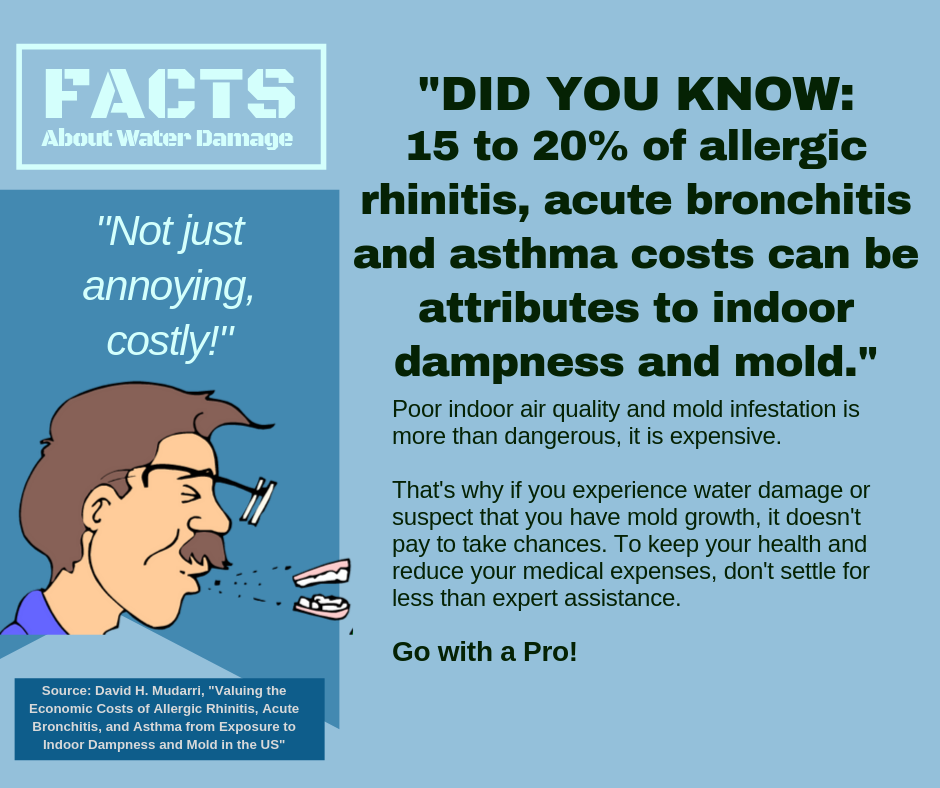 FACTS
About Water Damage
"Not just
annoying,
costly!"
Source: David H. Mudarri, "Valuing the
Economic Costs of Allergic Rhinitis, Acute
Bronchitis, and Asthma from Exposure to
Indoor Dampness and Mold in the US"
"DID YOU KNOW:
15 to 20% of allergic
rhinitis, acute bronchitis
and asthma costs can be
attributes to indoor
dampness and mold."
Poor indoor air quality and mold infestation is
more than dangerous, it is expensive.
That's why if you experience water damage or
suspect that you have mold growth, it doesn't
pay to take chances. To keep your health and
reduce your medical expenses, don't settle for
less than expert assistance.
Go with a Pro!